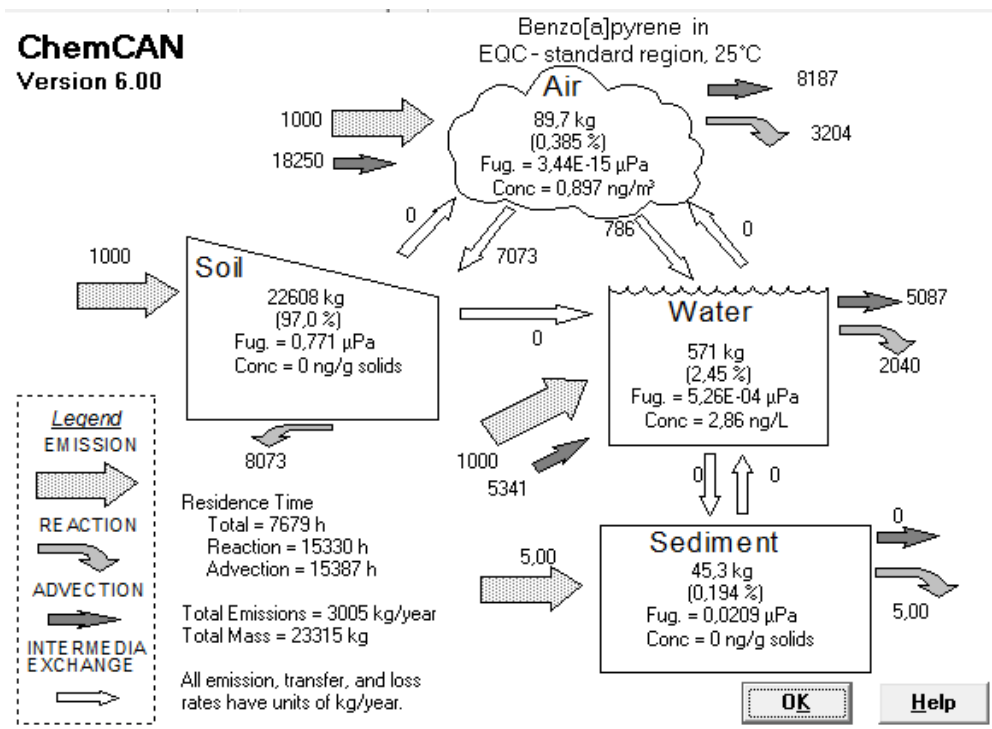 ChemCAN
Version 6.00
Benzo[a]pyrene in
EQC - standard region, 25°C
Air
89,7 kg
(0,385 %)
Fug. = 3,44E-15 µPa
Conc = 0,897 ng/m³
1000
18250
8187
3204
0
7073
786
0
1000
Soil
22608 kg
(97,0 %)
Fug. = 0,771 µPa
Conc = 0 ng/g solids
8073
0
Water
571 kg
(2,45 %)
Fug. = 5,26E-04 µPa
Conc = 2,86 ng/L
5087
2040
1000
5341
0
0
Legend
EMISSION
REACTION
ADVECTION
INTERMEDIA
EXCHANGE
Residence Time
Total = 7679 h
Reaction = 15330 h
Advection = 15387 h
Total Emissions = 3005 kg/year
Total Mass = 23315 kg
All emission, transfer, and loss
rates have units of kg/year.
5,00
Sediment
45,3 kg
(0,194 %)
Fug. = 0,0209 µPa
Conc = 0 ng/g solids
0
5,00
OK
Help